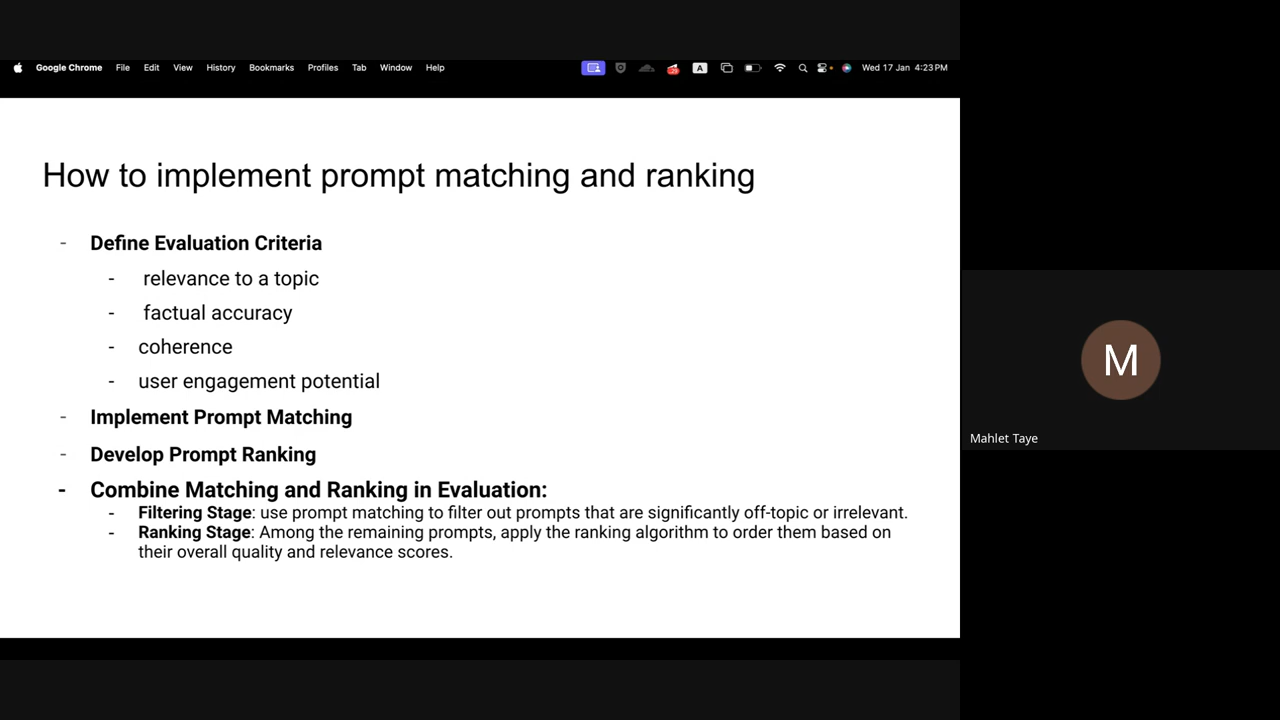 Google Chrome File Edit View History Bookmarks Profiles Tab Window Help A Wed 17 Jan 4:23 PM
How to implement prompt matching and ranking
- Define Evaluation Criteria
- relevance to a topic
- factual accuracy
- coherence
- user engagement potential
- Implement Prompt Matching
- Develop Prompt Ranking
- Combine Matching and Ranking in Evaluation:
- Filtering Stage: use prompt matching to filter out prompts that are significantly off-topic or irrelevant.
- Ranking Stage: Among the remaining prompts, apply the ranking algorithm to order them based on
their overall quality and relevance scores.
M
Mahlet Taye